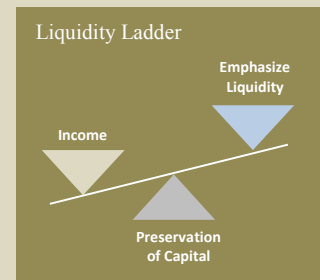 Liquidity Ladder
Emphasize
Liquidity
Income
Preservation
of Capital